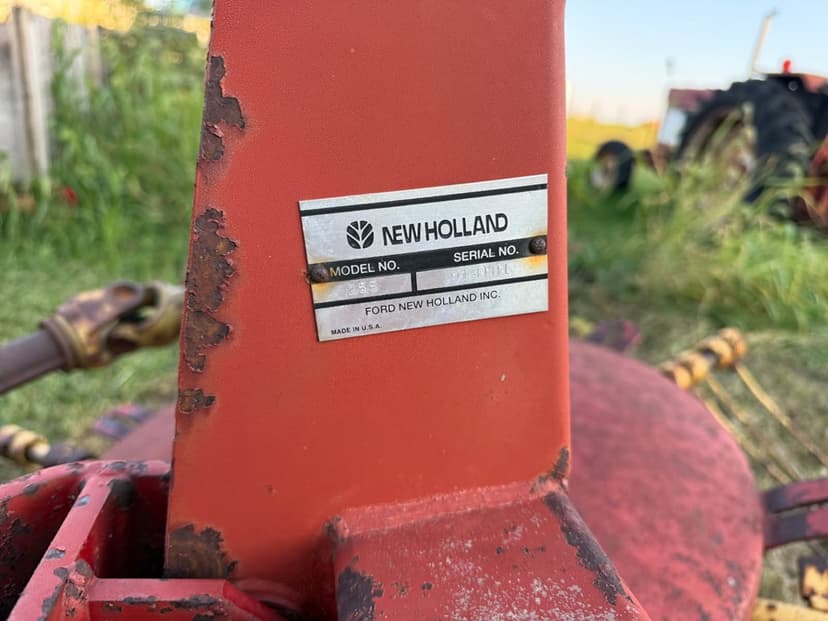 NEW HOLLAND
MODEL NO.
SERIAL NO.
FORD NEW HOLLAND INC.
MADE IN U.S.A.